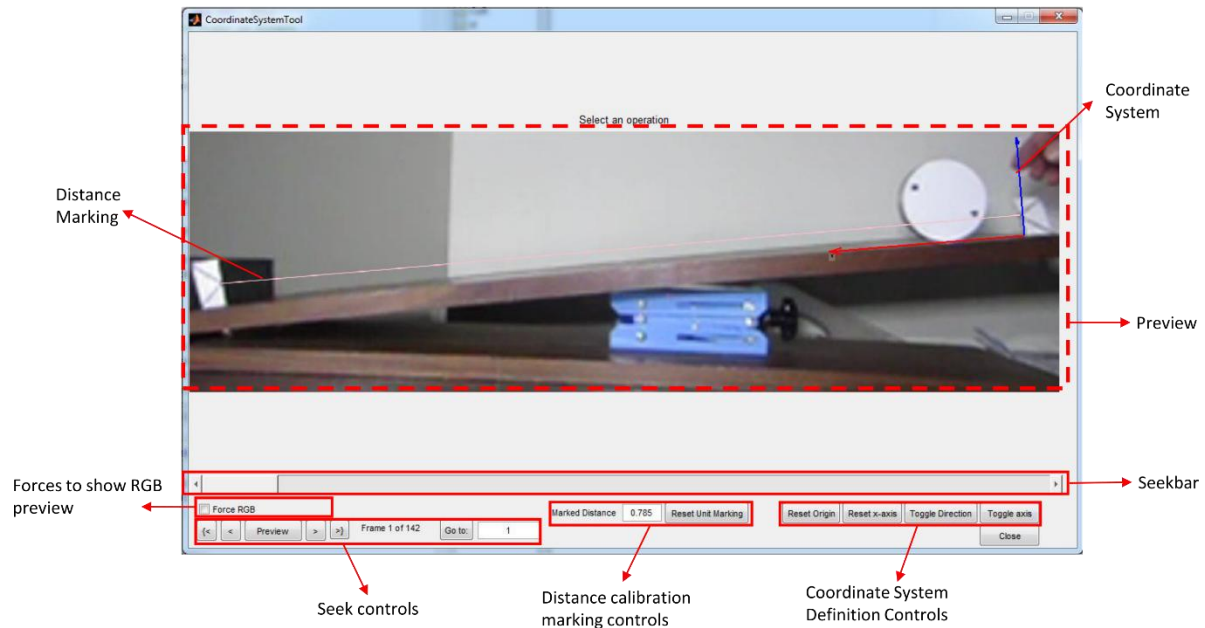 CoordinateSystemTool
Coordinate
System
Select an operation
Distance
Marking
Preview
Forces to show RGB
preview
Seekbar
Force RGB
Marked Distance 0.785 Reset Unit Marking
Reset Origin Reset x-axis Toggle Direction Toggle axis
{< < Preview > >} Frame 1 of 142 Go to: 1
Close
Seek controls
Distance calibration
marking controls
Coordinate System
Definition Controls